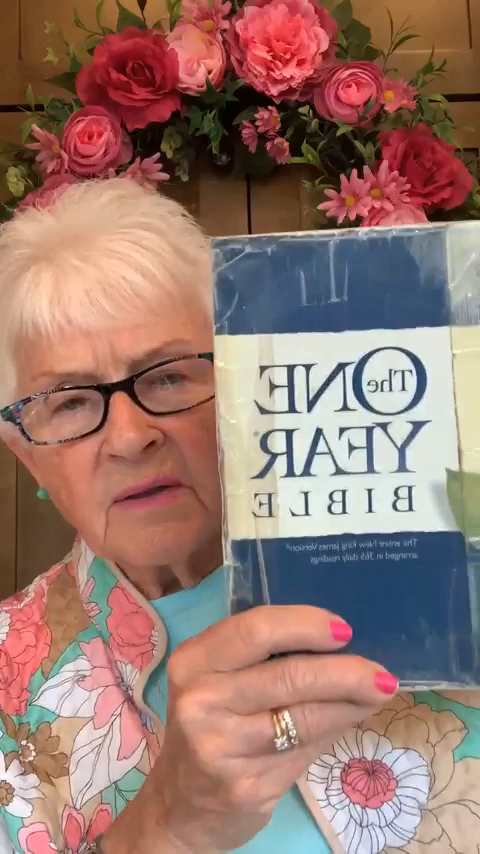 The ONE
YEAR®
BIBLE
The entire New King James Version®
arranged in 365 daily readings